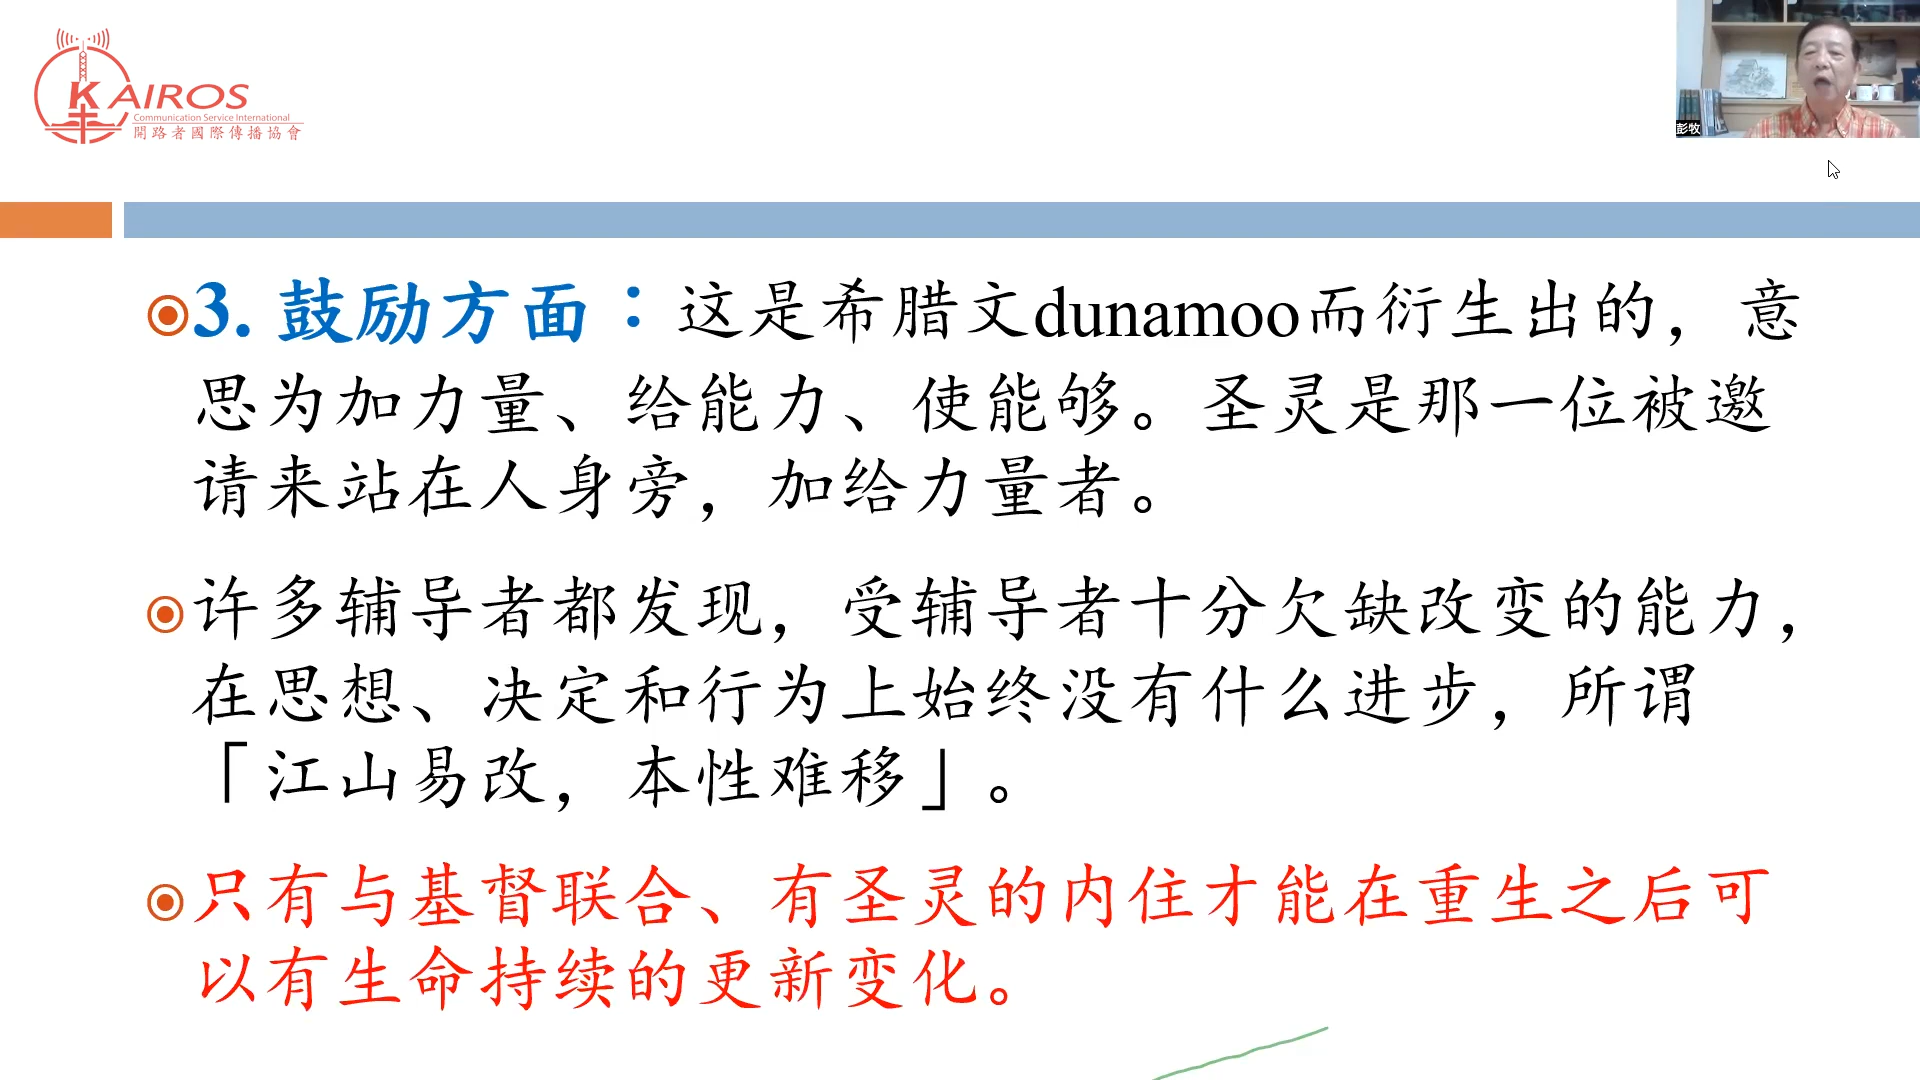 KAIROS
Communication Service International
開路者國際傳播協會
彭牧
3. 鼓励方面：这是希腊文dunamoo而衍生出的，意
思为加力量、给能力、使能够。圣灵是那一位被邀
请来站在人身旁，加给力量者。
许多辅导者都发现，受辅导者十分欠缺改变的能力，
在思想、决定和行为上始终没有什么进步，所谓
「江山易改，本性难移」。
只有与基督联合、有圣灵的内住才能在重生之后可
以有生命持续的更新变化。